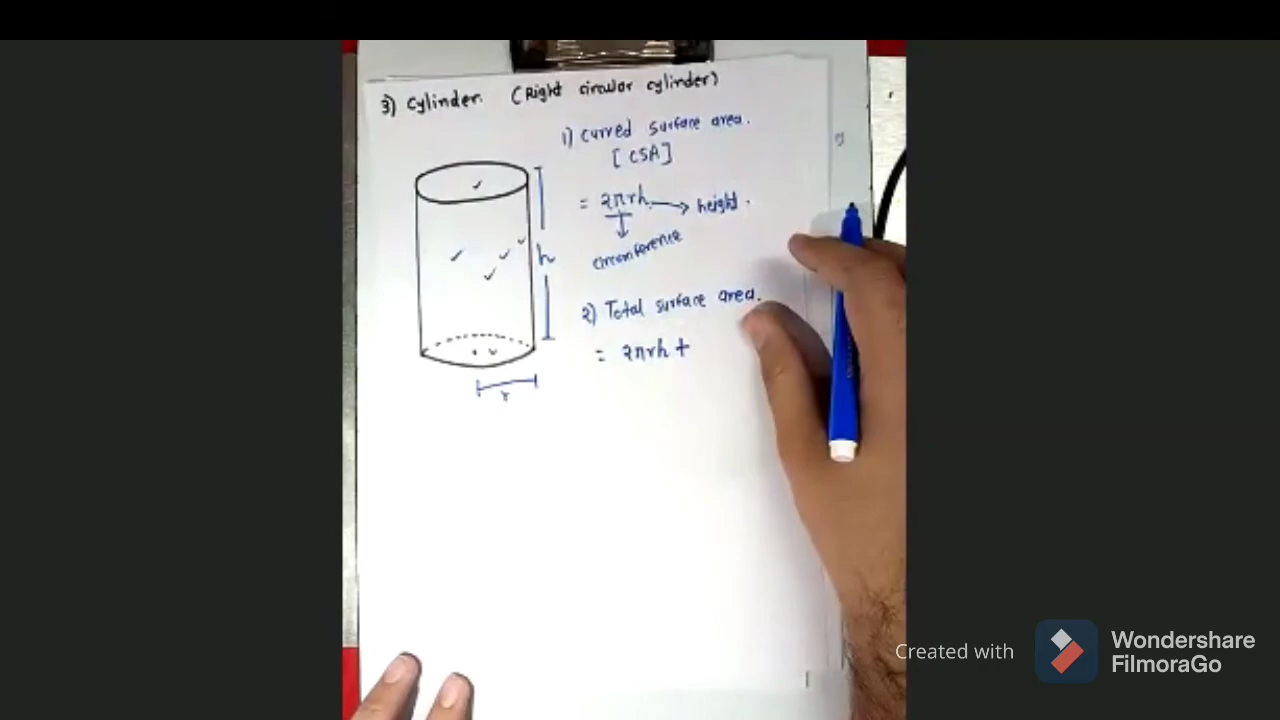 3) Cylinder. (Right circular cylinder)
1) Curved surface area.
[CSA]
= 2πrh → height.
circumference
h
2) Total surface area.
= 2πrh +
r
Created with
Wondershare
FilmoraGo